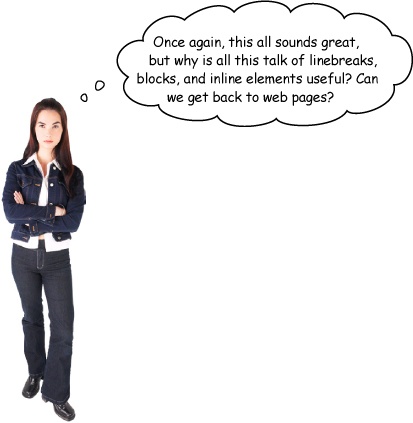 Once again, this all sounds great,
but why is all this talk of linebreaks,
blocks, and inline elements useful? Can
we get back to web pages?